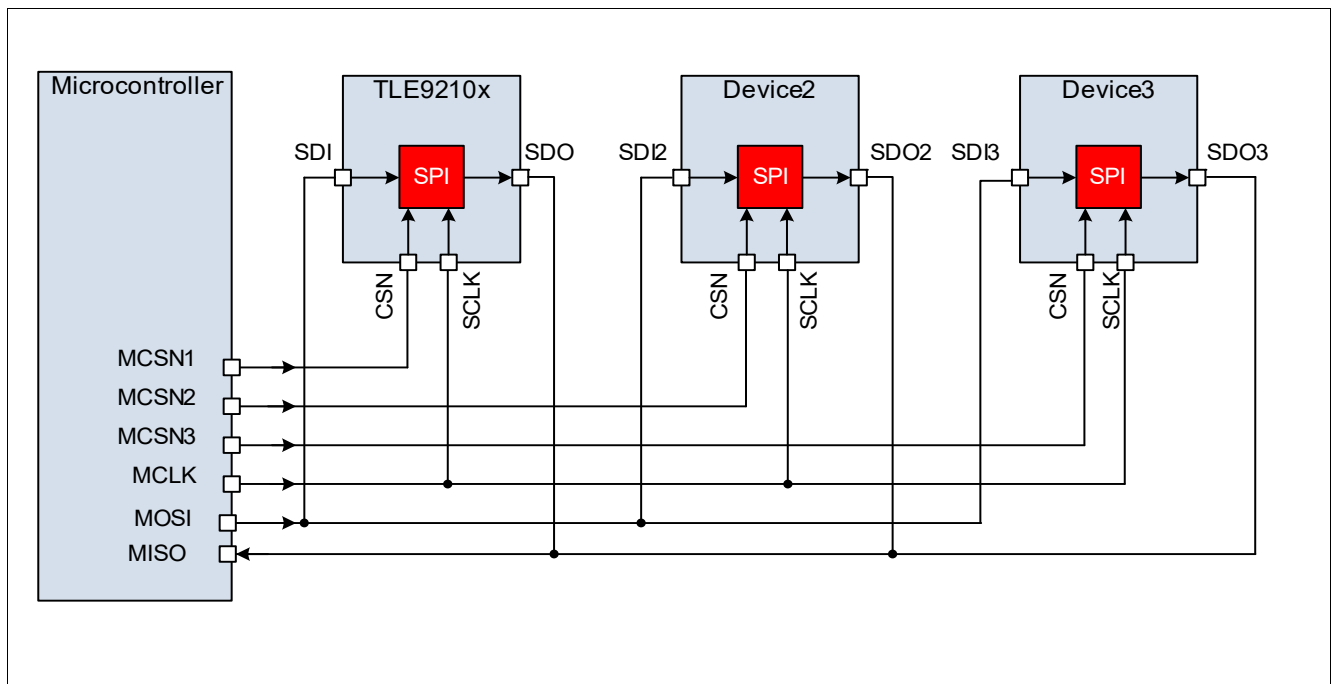 Microcontroller
TLE9210x
Device2
Device3
SDI
SDO
SDI2
SDO2
SDI3
SDO3
SPI
SPI
SPI
CSN
SCLK
CSN
SCLK
CSN
SCLK
MCSN1
MCSN2
MCSN3
MCLK
MOSI
MISO